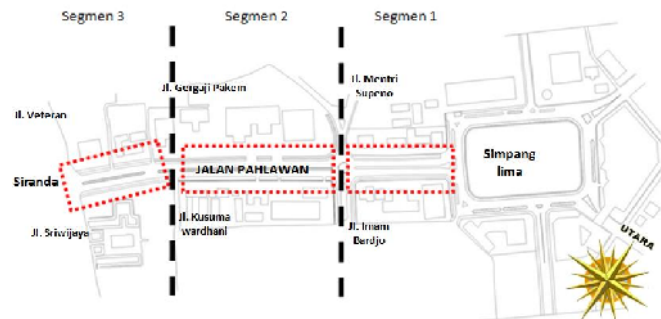 Segmen 3
Segmen 2
Segmen 1
Jl. Gergaji Pakem
Jl. Mentri
Supeno
Jl. Veteran
Simpang
lima
JALAN PAHLAWAN
Siranda
Jl. Kusuma
wardhani
Jl. Imam
Bardjo
Jl. Sriwijaya
UTARA